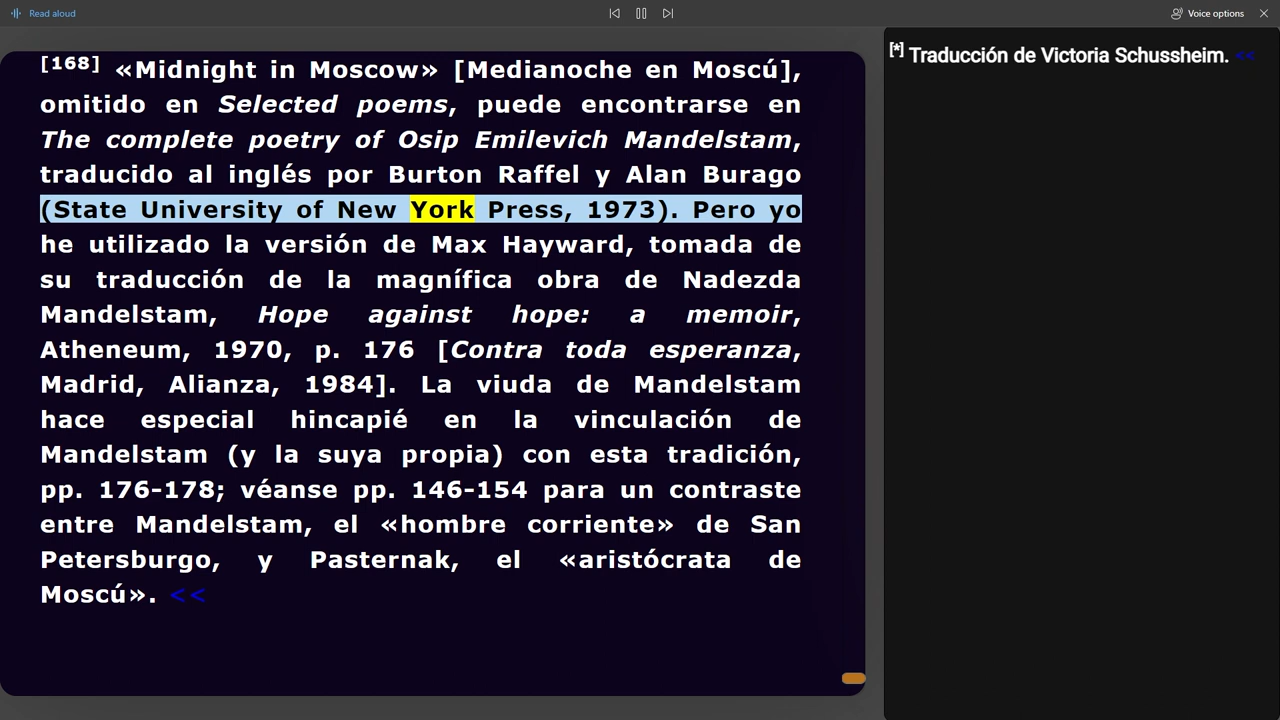 Read aloud
Voice options
[168] «Midnight in Moscow» [Medianoche en Moscú],
omitido en Selected poems, puede encontrarse en
The complete poetry of Osip Emilevich Mandelstam,
traducido al inglés por Burton Raffel y Alan Burago
(State University of New York Press, 1973). Pero yo
he utilizado la versión de Max Hayward, tomada de
su traducción de la magnífica obra de Nadezda
Mandelstam, Hope against hope: a memoir,
Atheneum, 1970, p. 176 [Contra toda esperanza,
Madrid, Alianza, 1984]. La viuda de Mandelstam
hace especial hincapié en la vinculación de
Mandelstam (y la suya propia) con esta tradición,
pp. 176-178; véanse pp. 146-154 para un contraste
entre Mandelstam, el «hombre corriente» de San
Petersburgo, y Pasternak, el «aristócrata de
Moscú». <<
[*] Traducción de Victoria Schussheim. <<